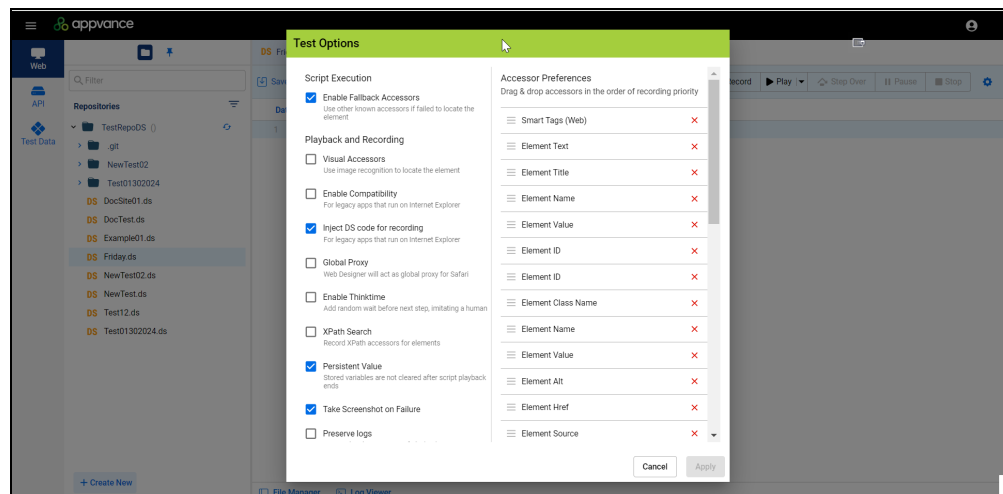 appvance
Web
API
Test Data
Filter
Repositories
TestRepoDS ()
.git
NewTest02
Test01302024
DS DocSite01.ds
DS DocTest.ds
DS Example01.ds
DS Friday.ds
DS NewTest02.ds
DS NewTest.ds
DS Test12.ds
DS Test01302024.ds
+ Create New
DS Fri
Sav
Da
1
ecord
Play
Step Over
Pause
Stop
Test Options
Script Execution
Enable Fallback Accessors
Use other known accessors if failed to locate the
element
Playback and Recording
Visual Accessors
Use image recognition to locate the element
Enable Compatibility
For legacy apps that run on Internet Explorer
Inject DS code for recording
For legacy apps that run on Internet Explorer
Global Proxy
Web Designer will act as global proxy for Safari
Enable Thinktime
Add random wait before next step, imitating a human
XPath Search
Record XPath accessors for elements
Persistent Value
Stored variables are not cleared after script playback
ends
Take Screenshot on Failure
Preserve logs
Accessor Preferences
Drag & drop accessors in the order of recording priority
Smart Tags (Web)
Element Text
Element Title
Element Name
Element Value
Element ID
Element ID
Element Class Name
Element Name
Element Value
Element Alt
Element Href
Element Source
Cancel
Apply
File Manager
Log Viewer